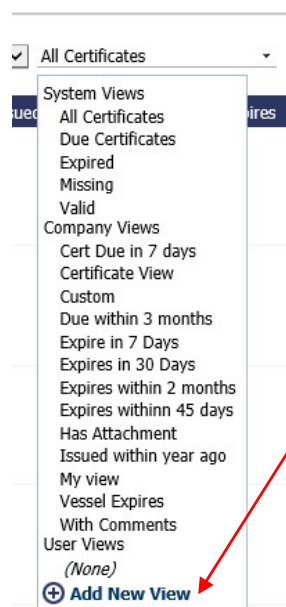 All Certificates
System Views
All Certificates
Due Certificates
Expired
Missing
Valid
Company Views
Cert Due in 7 days
Certificate View
Custom
Due within 3 months
Expire in 7 Days
Expires in 30 Days
Expires within 2 months
Expires withinn 45 days
Has Attachment
Issued within year ago
My view
Vessel Expires
With Comments
User Views
(None)
Add New View